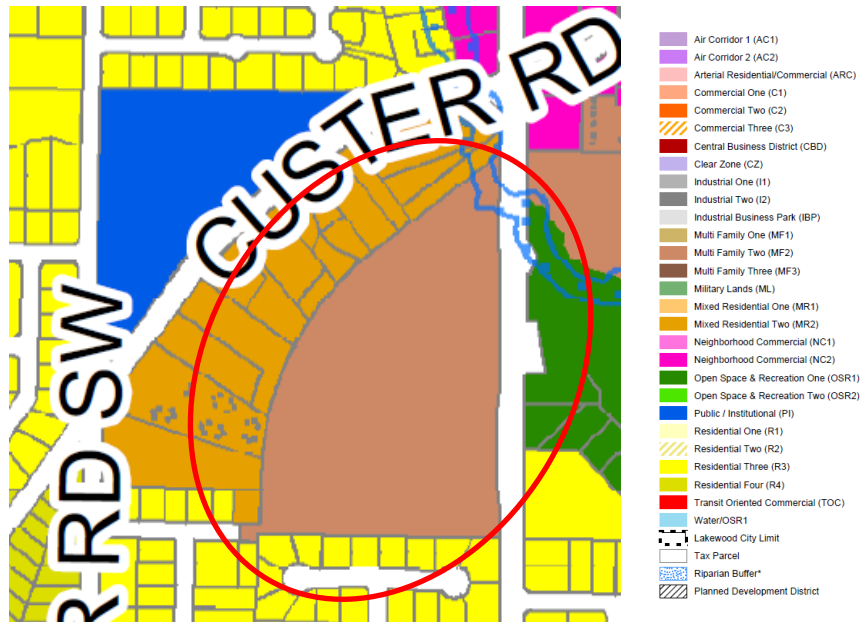 CUSTER RD
R RD SW
Air Corridor 1 (AC1)
Air Corridor 2 (AC2)
Arterial Residential/Commercial (ARC)
Commercial One (C1)
Commercial Two (C2)
Commercial Three (C3)
Central Business District (CBD)
Clear Zone (CZ)
Industrial One (I1)
Industrial Two (I2)
Industrial Business Park (IBP)
Multi Family One (MF1)
Multi Family Two (MF2)
Multi Family Three (MF3)
Military Lands (ML)
Mixed Residential One (MR1)
Mixed Residential Two (MR2)
Neighborhood Commercial (NC1)
Neighborhood Commercial (NC2)
Open Space & Recreation One (OSR1)
Open Space & Recreation Two (OSR2)
Public / Institutional (PI)
Residential One (R1)
Residential Two (R2)
Residential Three (R3)
Residential Four (R4)
Transit Oriented Commercial (TOC)
Water/OSR1
Lakewood City Limit
Tax Parcel
Riparian Buffer*
Planned Development District